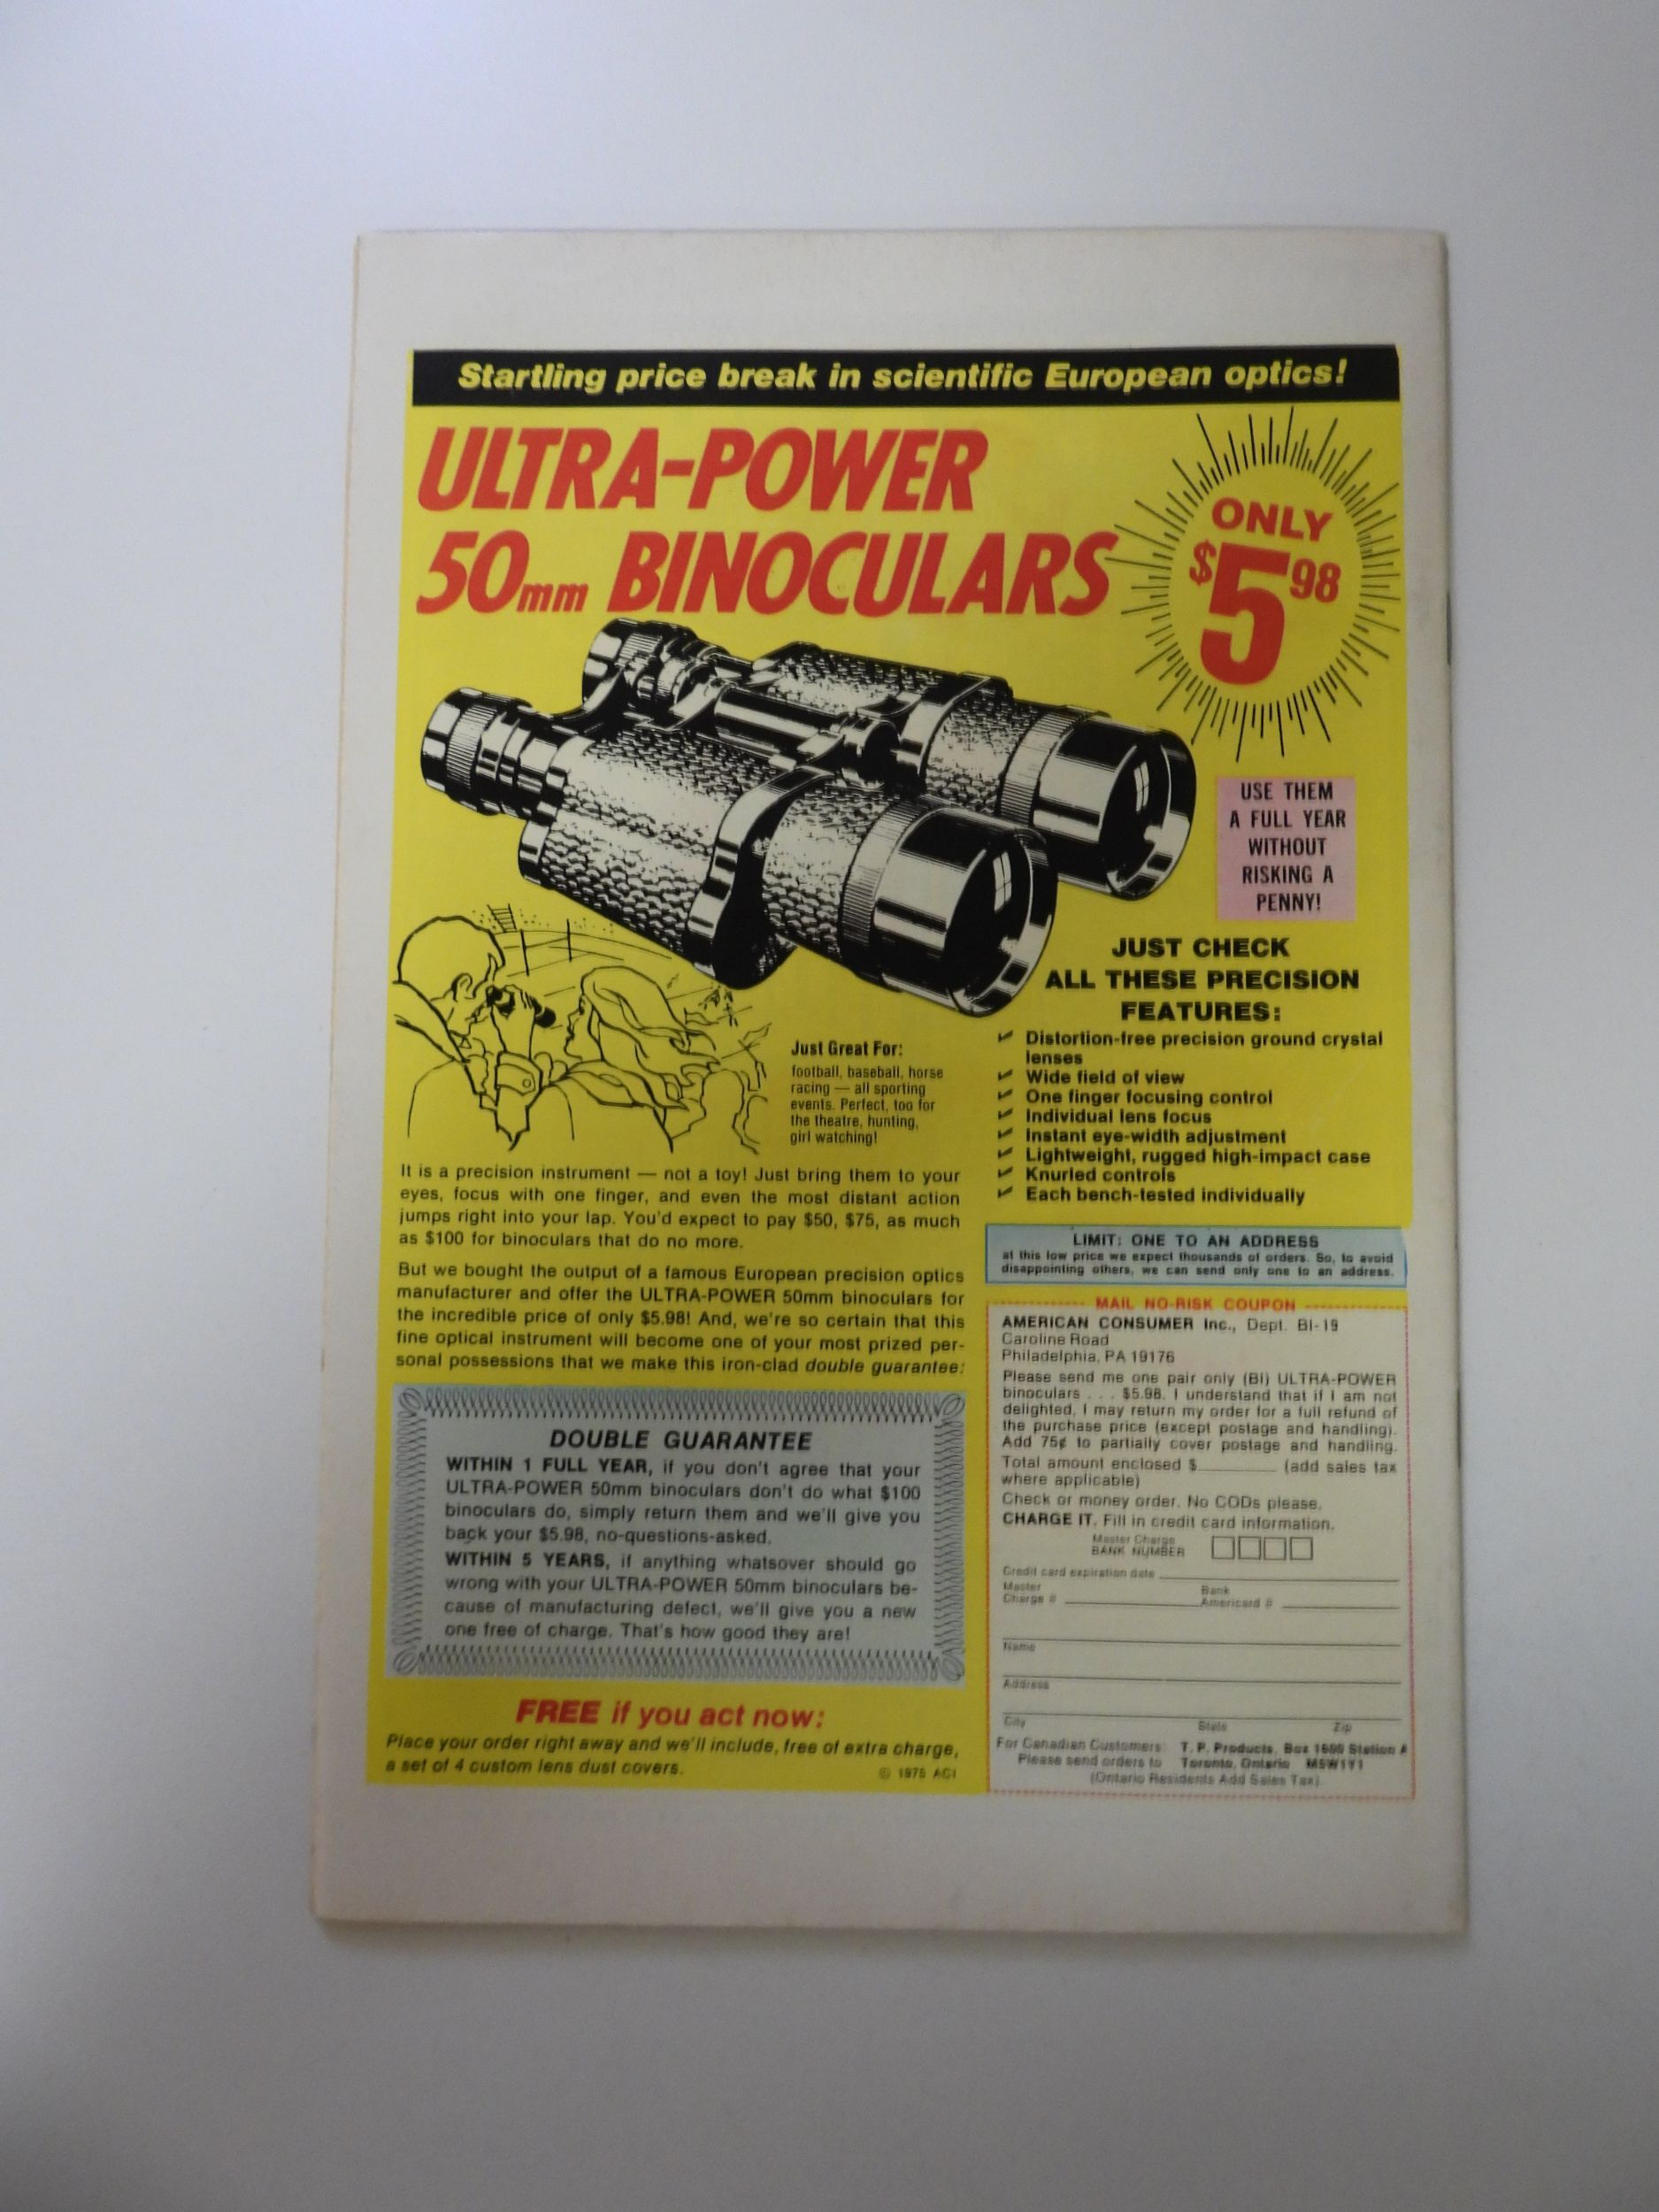 Startling price break in scientific European optics!
ULTRA-POWER
50mm BINOCULARS
ONLY
$5 98
USE THEM
A FULL YEAR
WITHOUT
RISKING A
PENNY!
JUST CHECK
ALL THESE PRECISION
FEATURES:
Distortion-free precision ground crystal
lenses
Wide field of view
One finger focusing control
Individual lens focus
Instant eye-width adjustment
Lightweight, rugged high-impact case
Knurled controls
Each bench-tested individually
Just Great For:
football, baseball, horse
racing — all sporting
events. Perfect, too for
the theatre, hunting,
girl watching!
It is a precision instrument — not a toy! Just bring them to your
eyes, focus with one finger, and even the most distant action
jumps right into your lap. You'd expect to pay $50, $75, as much
as $100 for binoculars that do no more.
But we bought the output of a famous European precision optics
manufacturer and offer the ULTRA-POWER 50mm binoculars for
the incredible price of only $5.98! And, we're so certain that this
fine optical instrument will become one of your most prized per-
sonal possessions that we make this iron-clad double guarantee:
DOUBLE GUARANTEE
WITHIN 1 FULL YEAR, if you don't agree that your
ULTRA-POWER 50mm binoculars don't do what $100
binoculars do, simply return them and we'll give you
back your $5.98, no-questions-asked.
WITHIN 5 YEARS, if anything whatsover should go
wrong with your ULTRA-POWER 50mm binoculars be-
cause of manufacturing defect, we'll give you a new
one free of charge. That's how good they are!
FREE if you act now:
Place your order right away and we'll include, free of extra charge,
a set of 4 custom lens dust covers.
© 1975 ACI
LIMIT: ONE TO AN ADDRESS
at this low price we expect thousands of orders. So, to avoid
disappointing others, we can send only one to an address.
MAIL NO-RISK COUPON
AMERICAN CONSUMER Inc., Dept. BI-19
Caroline Road
Philadelphia, PA 19176
Please send me one pair only (BI) ULTRA-POWER
binoculars . . . $5.98. I understand that if I am not
delighted, I may return my order for a full refund of
the purchase price (except postage and handling).
Add 75¢ to partially cover postage and handling.
Total amount enclosed $ (add sales tax
where applicable)
Check or money order. No CODs please.
CHARGE IT. Fill in credit card information.
Master Charge
BANK NUMBER
Credit card expiration date
Master Bank
Charge # Americard #
Name
Address
City State Zip
For Canadian Customers: T. P. Products, Box 1600 Station A
Please send orders to Toronto, Ontario M5W1Y1
(Ontario Residents Add Sales Tax)